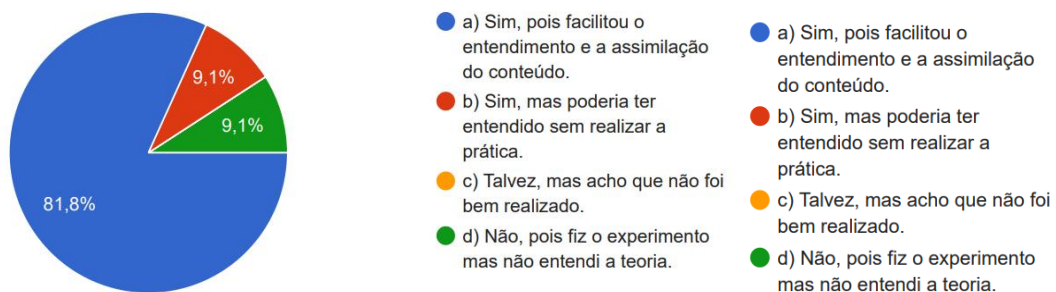 9,1%
9,1%
81,8%
a) Sim, pois facilitou o
entendimento e a assimilação
do conteúdo.
b) Sim, mas poderia ter
entendido sem realizar a
prática.
c) Talvez, mas acho que não foi
bem realizado.
d) Não, pois fiz o experimento
mas não entendi a teoria.
a) Sim, pois facilitou o
entendimento e a assimilação
do conteúdo.
b) Sim, mas poderia ter
entendido sem realizar a
prática.
c) Talvez, mas acho que não foi
bem realizado.
d) Não, pois fiz o experimento
mas não entendi a teoria.